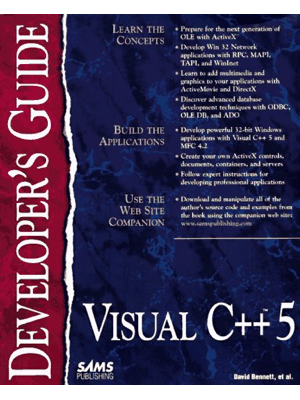 DEVELOPER'S GUIDE
LEARN THE
CONCEPTS
• Prepare for the next generation of
OLE with ActiveX™
• Develop Win 32 Network
applications with RPC, MAPI,
TAPI, and WinInet
• Learn to add multimedia and
graphics to your applications with
ActiveMovie and DirectX
• Discover advanced database
development techniques with ODBC,
OLE DB, and ADO
BUILD THE
APPLICATIONS
• Develop powerful 32-bit Windows
applications with Visual C++ 5 and
MFC 4.2
• Create your own ActiveX controls,
documents, containers, and servers
• Follow expert instructions for
developing professional applications
USE THE
WEB SITE
COMPANION
• Download and manipulate all of the
author's source code and examples from
the book using the companion web site:
www.samspublishing.com
VISUAL C++™ 5
SAMS
PUBLISHING
David Bennett, et al.